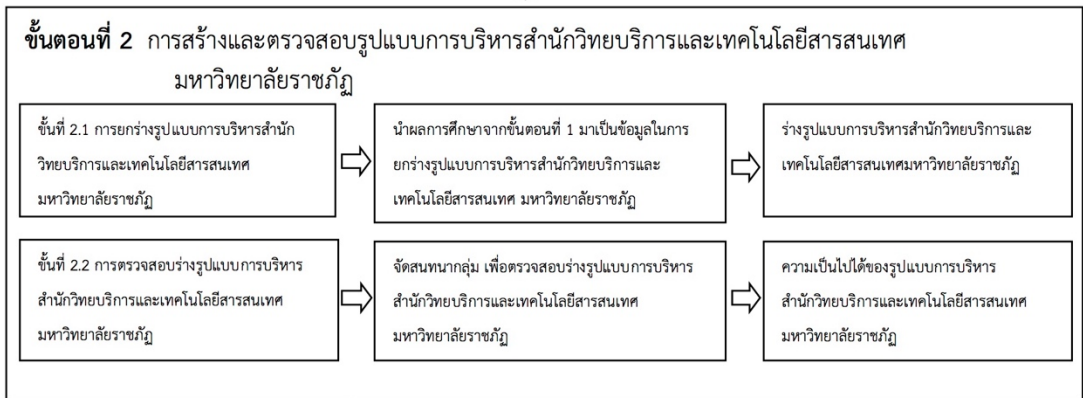 ขั้นตอนที่ 2 การสร้างและตรวจสอบรูปแบบการบริหารสำนักวิทยบริการและเทคโนโลยีสารสนเทศ
มหาวิทยาลัยราชภัฏ
ขั้นที่ 2.1 การยกร่างรูปแบบการบริหารสำนัก
วิทยบริการและเทคโนโลยีสารสนเทศ
มหาวิทยาลัยราชภัฏ
นำผลการศึกษาจากขั้นตอนที่ 1 มาเป็นข้อมูลในการ
ยกร่างรูปแบบการบริหารสำนักวิทยบริการและ
เทคโนโลยีสารสนเทศ มหาวิทยาลัยราชภัฏ
ร่างรูปแบบการบริหารสำนักวิทยบริการและ
เทคโนโลยีสารสนเทศมหาวิทยาลัยราชภัฏ
ขั้นที่ 2.2 การตรวจสอบร่างรูปแบบการบริหาร
สำนักวิทยบริการและเทคโนโลยีสารสนเทศ
มหาวิทยาลัยราชภัฏ
จัดสนทนากลุ่ม เพื่อตรวจสอบร่างรูปแบบการบริหาร
สำนักวิทยบริการและเทคโนโลยีสารสนเทศ
มหาวิทยาลัยราชภัฏ
ความเป็นไปได้ของรูปแบบการบริหาร
สำนักวิทยบริการและเทคโนโลยีสารสนเทศ
มหาวิทยาลัยราชภัฏ